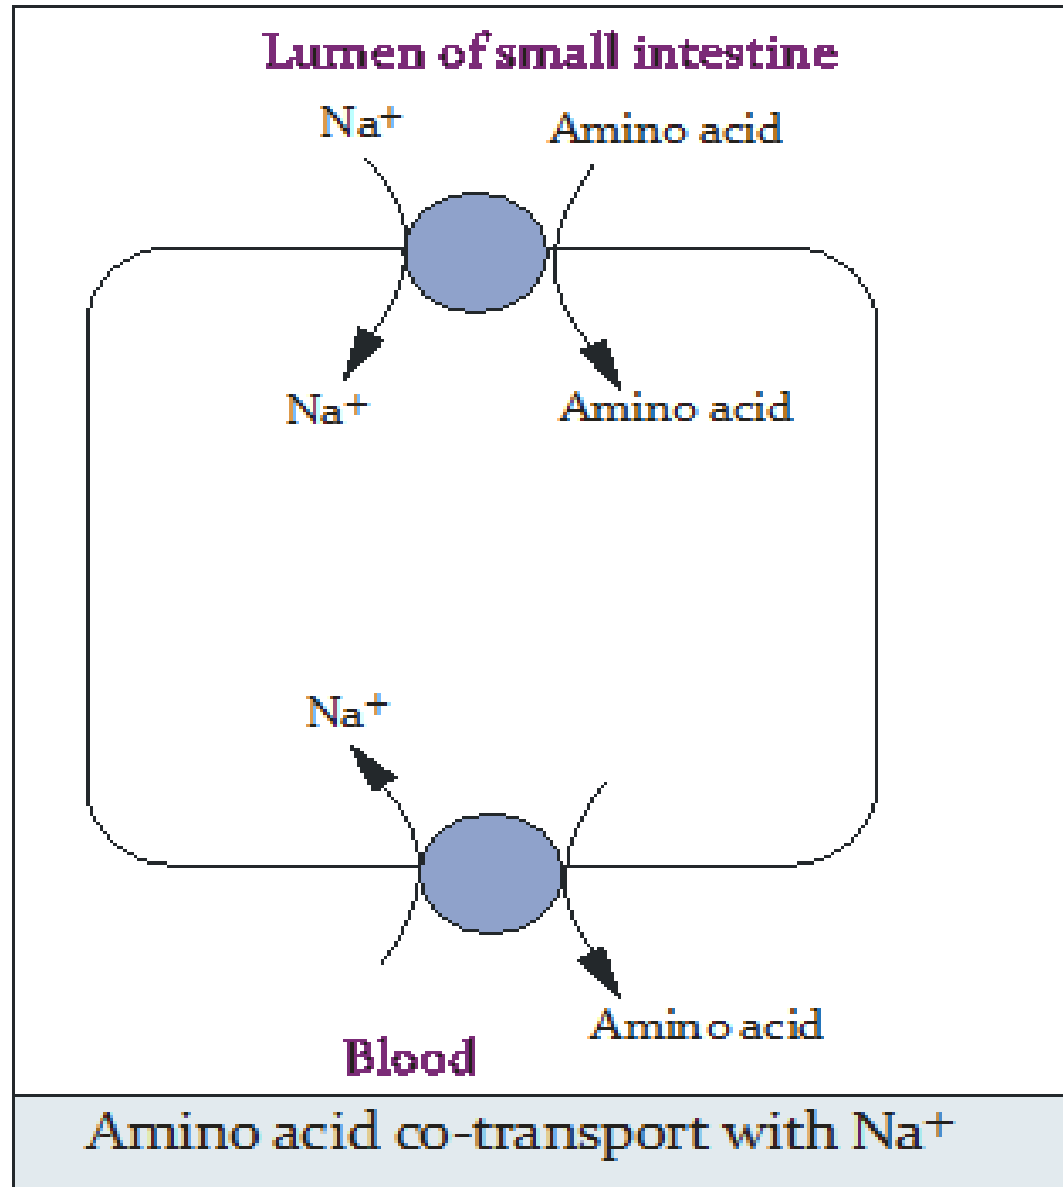 Lumen of small intestine
Na⁺ Amino acid
Na⁺ Amino acid
Na⁺
Amino acid
Blood
Amino acid co-transport with Na⁺